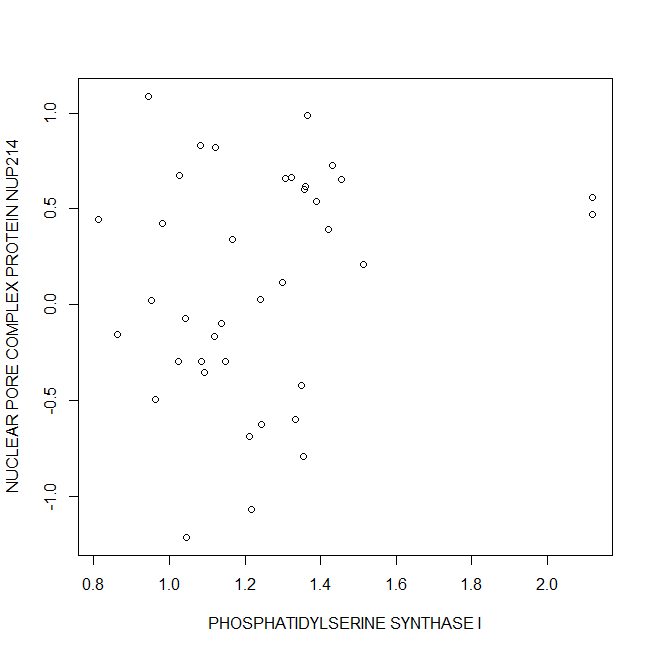 NUCLEAR PORE COMPLEX PROTEIN NUP214
1.0
0.5
0.0
-0.5
-1.0
0.8 1.0 1.2 1.4 1.6 1.8 2.0
PHOSPHATIDYLSERINE SYNTHASE I